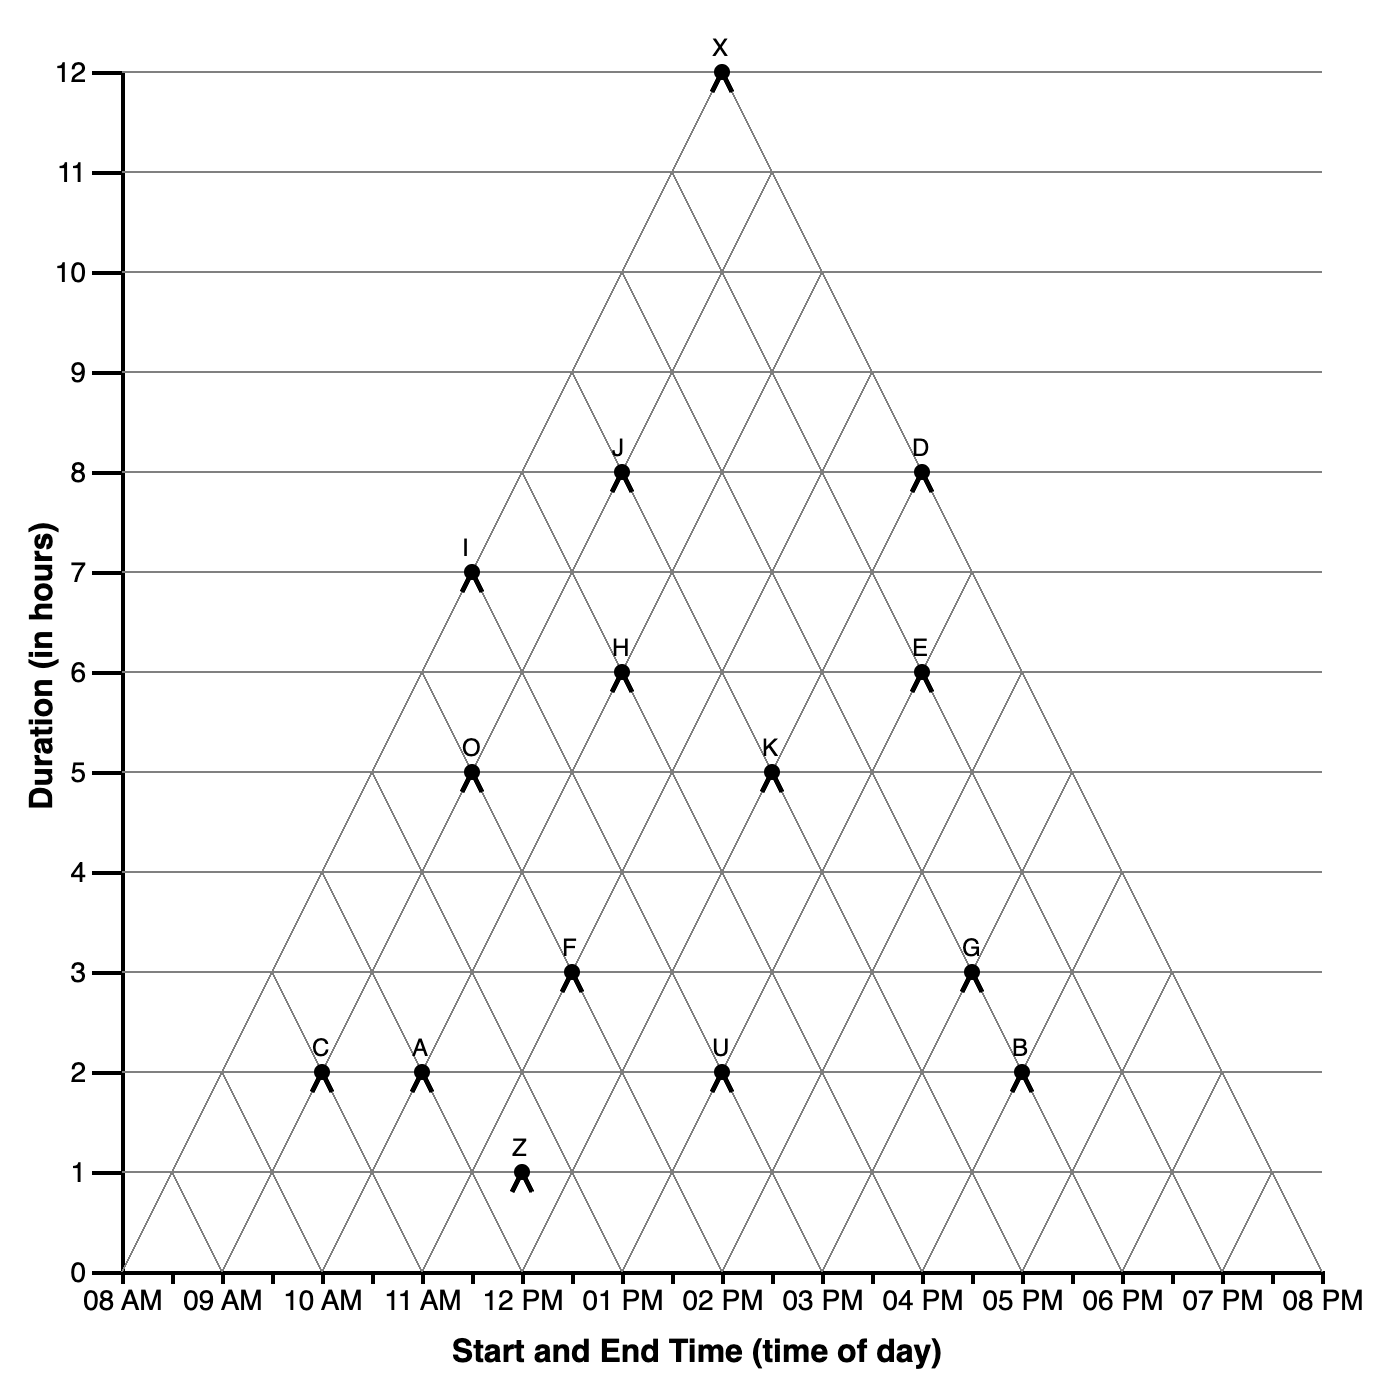 X
12
11
10
9
J
D
8
I
7
H
E
6
O
K
5
4
F
G
3
C
A
U
B
2
Z
1
0
08 AM 09 AM 10 AM 11 AM 12 PM 01 PM 02 PM 03 PM 04 PM 05 PM 06 PM 07 PM 08 PM
Start and End Time (time of day)
Duration (in hours)